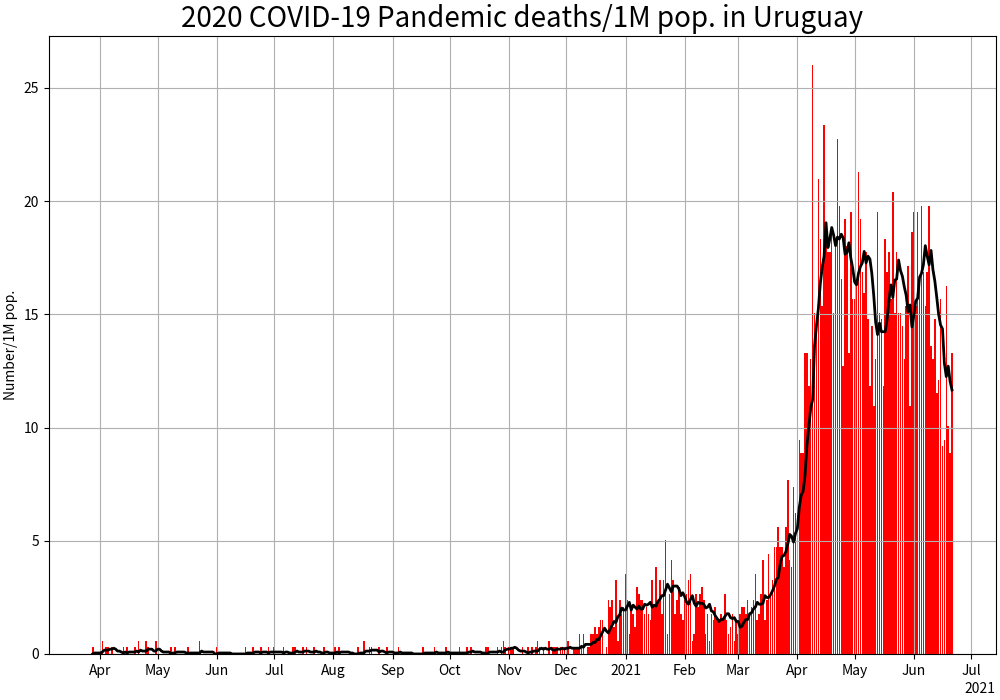 2020 COVID-19 Pandemic deaths/1M pop. in Uruguay
Number/1M pop.
25
20
15
10
5
0
Apr May Jun Jul Aug Sep Oct Nov Dec 2021 Feb Mar Apr May Jun Jul
2021